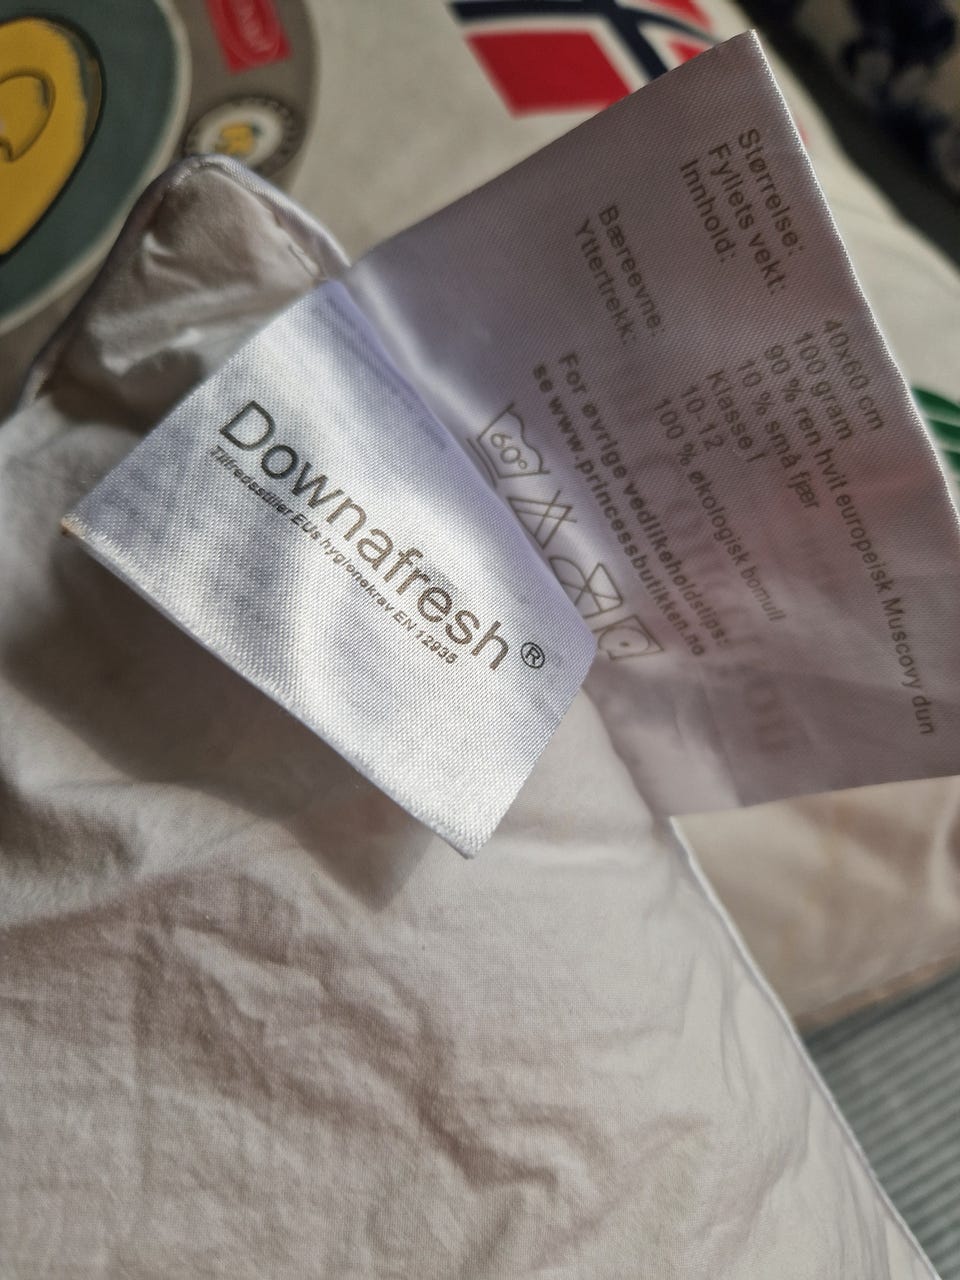 Størrelse: 40x60 cm
Fyllets vekt: 100 gram
Innhold: 90 % ren hvit europeisk Muscovy dun
10 % små fjær
Klasse I
Bæreevne: 10-12
Yttertrekk: 100 % økologisk bomull
For øvrige vedlikeholdstips:
se www.princessbutikken.no
60°
Downafresh®
Tilfredsstiller EUs hygienekrav EN 12935